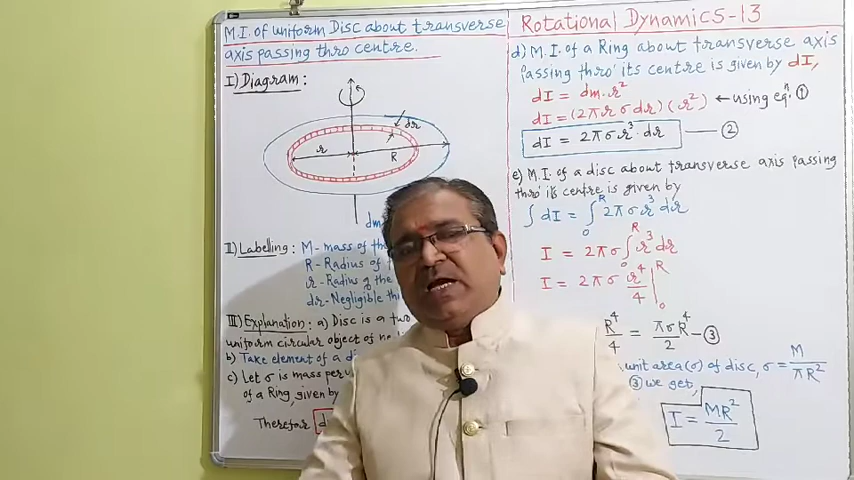 M.I. of uniform Disc about transverse
axis passing thro' centre.
I) Diagram:
r
R
dr
dm
II) Labelling: M - mass of the
R - Radius of
r - Radius of the
dr - Negligible thi
III) Explanation: a) Disc is a two
uniform circular object of ne
b) Take element of a di
c) Let σ is mass per u
of a Ring, given by
Therefor d
Rotational Dynamics-13
d) M.I. of a Ring about transverse axis
passing thro' its centre is given by dI,
dI = dm·r²
dI = (2πrσdr)(r²) ← using eqⁿ. ①
dI = 2πσr³·dr — ②
e) M.I. of a disc about transverse axis passing
thro' its centre is given by
∫dI = ∫₀ᴿ 2πσr³dr
I = 2πσ∫₀ᴿ r³dr
I = 2πσ r⁴/4 |₀ᴿ
R⁴/4 = πσR⁴/2 — ③
unit area (σ) of disc, σ = M/πR²
③ we get,
I = MR²/2